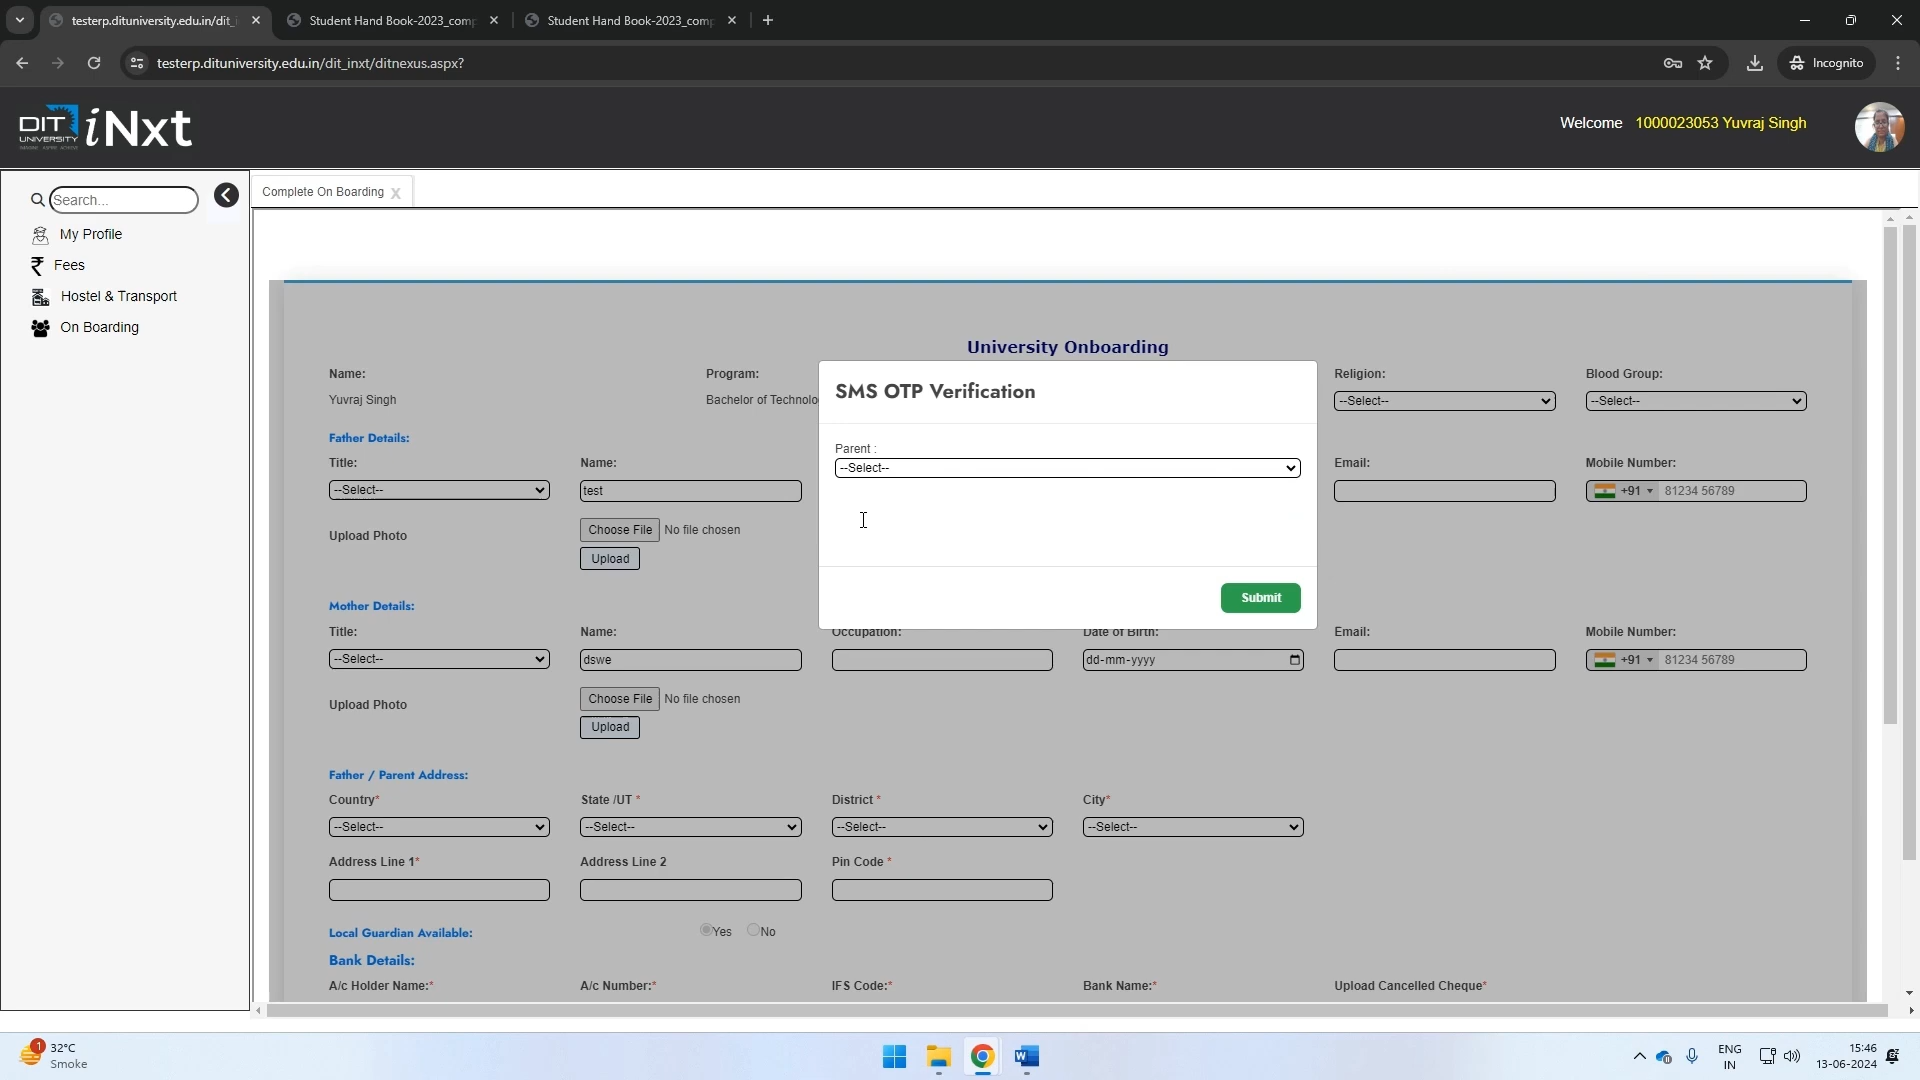 testerp.dituniversity.edu.in/dit_i
Student Hand Book-2023_comp
Student Hand Book-2023_comp
testerp.dituniversity.edu.in/dit_inxt/ditnexus.aspx?
Incognito
DIT UNIVERSITY
iNxt
Welcome 1000023053 Yuvraj Singh
Search...
My Profile
Fees
Hostel & Transport
On Boarding
Complete On Boarding x
University Onboarding
Name: Program: Religion: Blood Group:
Yuvraj Singh Bachelor of Technolo --Select-- --Select--
SMS OTP Verification
Parent :
--Select--
Submit
Father Details:
Title: Name: Email: Mobile Number:
--Select-- test +91 81234 56789
Upload Photo Choose File No file chosen
Upload
Mother Details:
Title: Name: Occupation: Date of Birth: Email: Mobile Number:
--Select-- dswe dd-mm-yyyy +91 81234 56789
Upload Photo Choose File No file chosen
Upload
Father / Parent Address:
Country* State /UT * District * City*
--Select-- --Select-- --Select-- --Select--
Address Line 1* Address Line 2 Pin Code *
Local Guardian Available: Yes No
Bank Details:
A/c Holder Name:* A/c Number:* IFS Code:* Bank Name:* Upload Cancelled Cheque*
1
32°C
Smoke
ENG
IN
15:46
13-06-2024